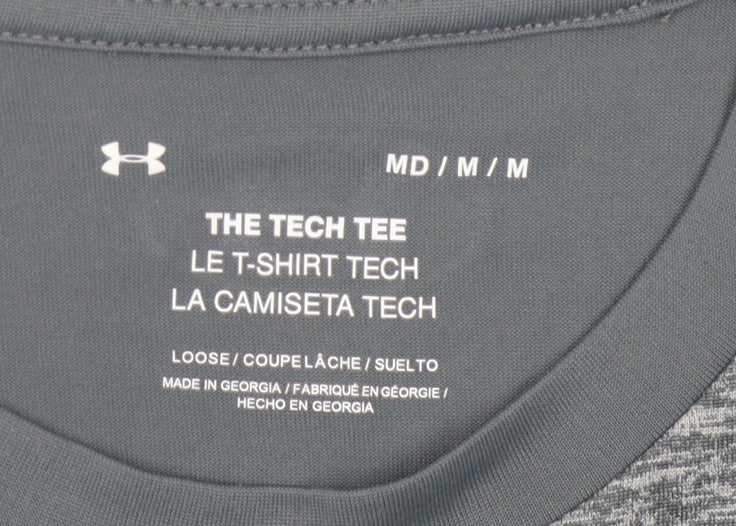 MD / M / M
THE TECH TEE
LE T-SHIRT TECH
LA CAMISETA TECH
LOOSE / COUPE LÂCHE / SUELTO
MADE IN GEORGIA / FABRIQUÉ EN GÉORGIE /
HECHO EN GEORGIA